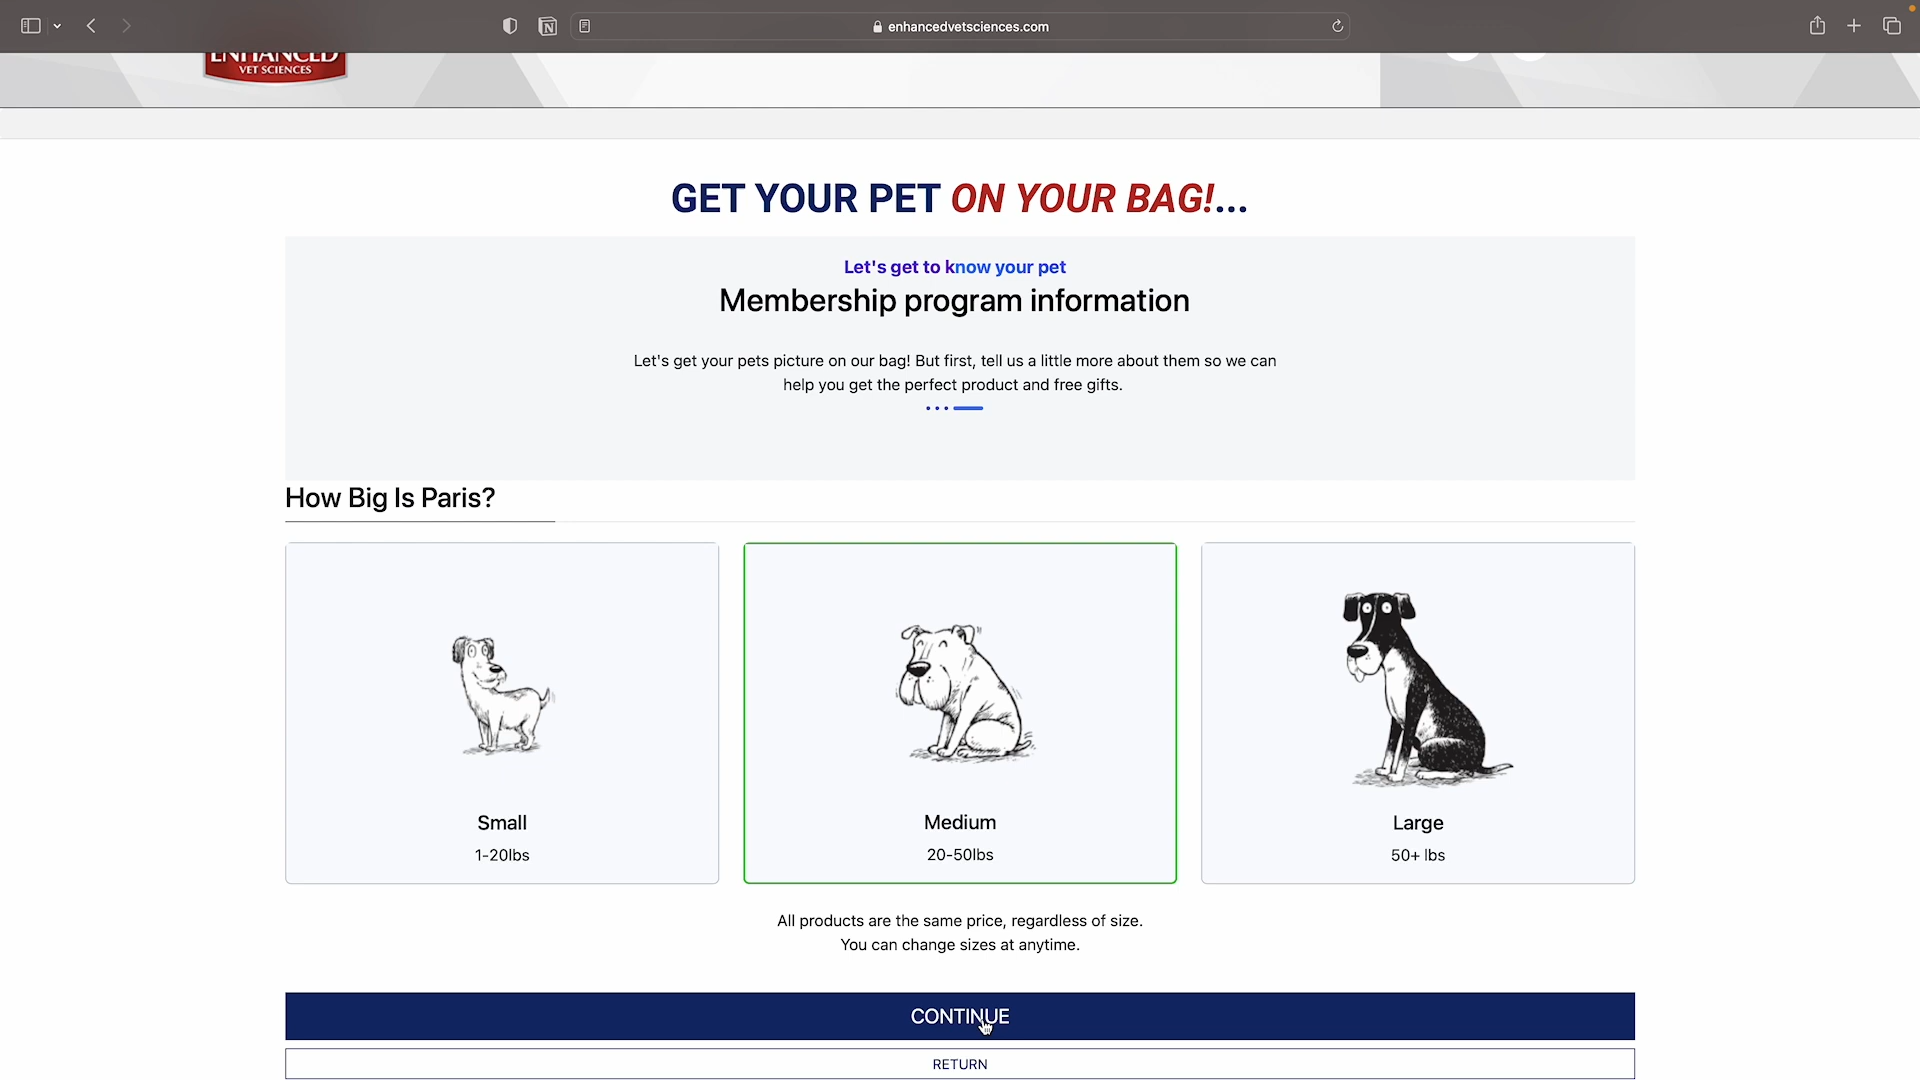 enhancedvetsciences.com
ENHANCED
VET SCIENCES
GET YOUR PET ON YOUR BAG!...
Let's get to know your pet
Membership program information
Let's get your pets picture on our bag! But first, tell us a little more about them so we can
help you get the perfect product and free gifts.
How Big Is Paris?
Small
1-20lbs
Medium
20-50lbs
Large
50+ lbs
All products are the same price, regardless of size.
You can change sizes at anytime.
CONTINUE
RETURN